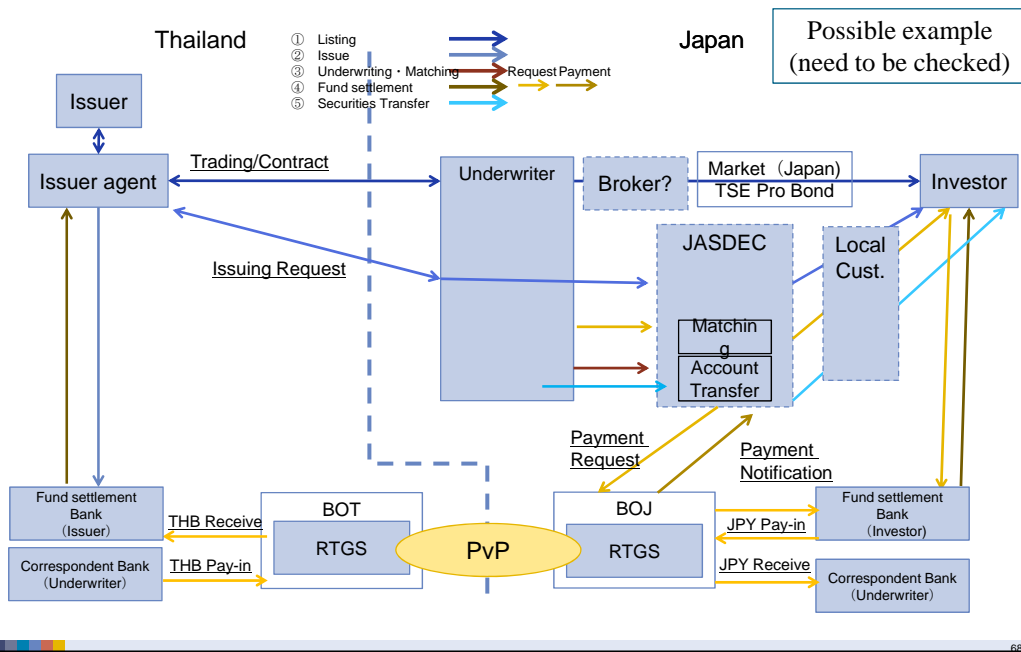 Thailand
① Listing
② Issue
③ Underwriting・Matching
④ Fund settlement
⑤ Securities Transfer
Request Payment
Japan
Possible example
(need to be checked)
Issuer
Issuer agent
Trading/Contract
Underwriter
Broker?
Market（Japan）
TSE Pro Bond
Investor
Issuing Request
JASDEC
Local
Cust.
Matchin
g
Account
Transfer
Payment
Request
Payment
Notification
Fund settlement
Bank
（Issuer）
THB Receive
BOT
RTGS
PvP
BOJ
RTGS
JPY Pay-in
Fund settlement
Bank
（Investor)
Correspondent Bank
（Underwriter）
THB Pay-in
JPY Receive
Correspondent Bank
（Underwriter）
68